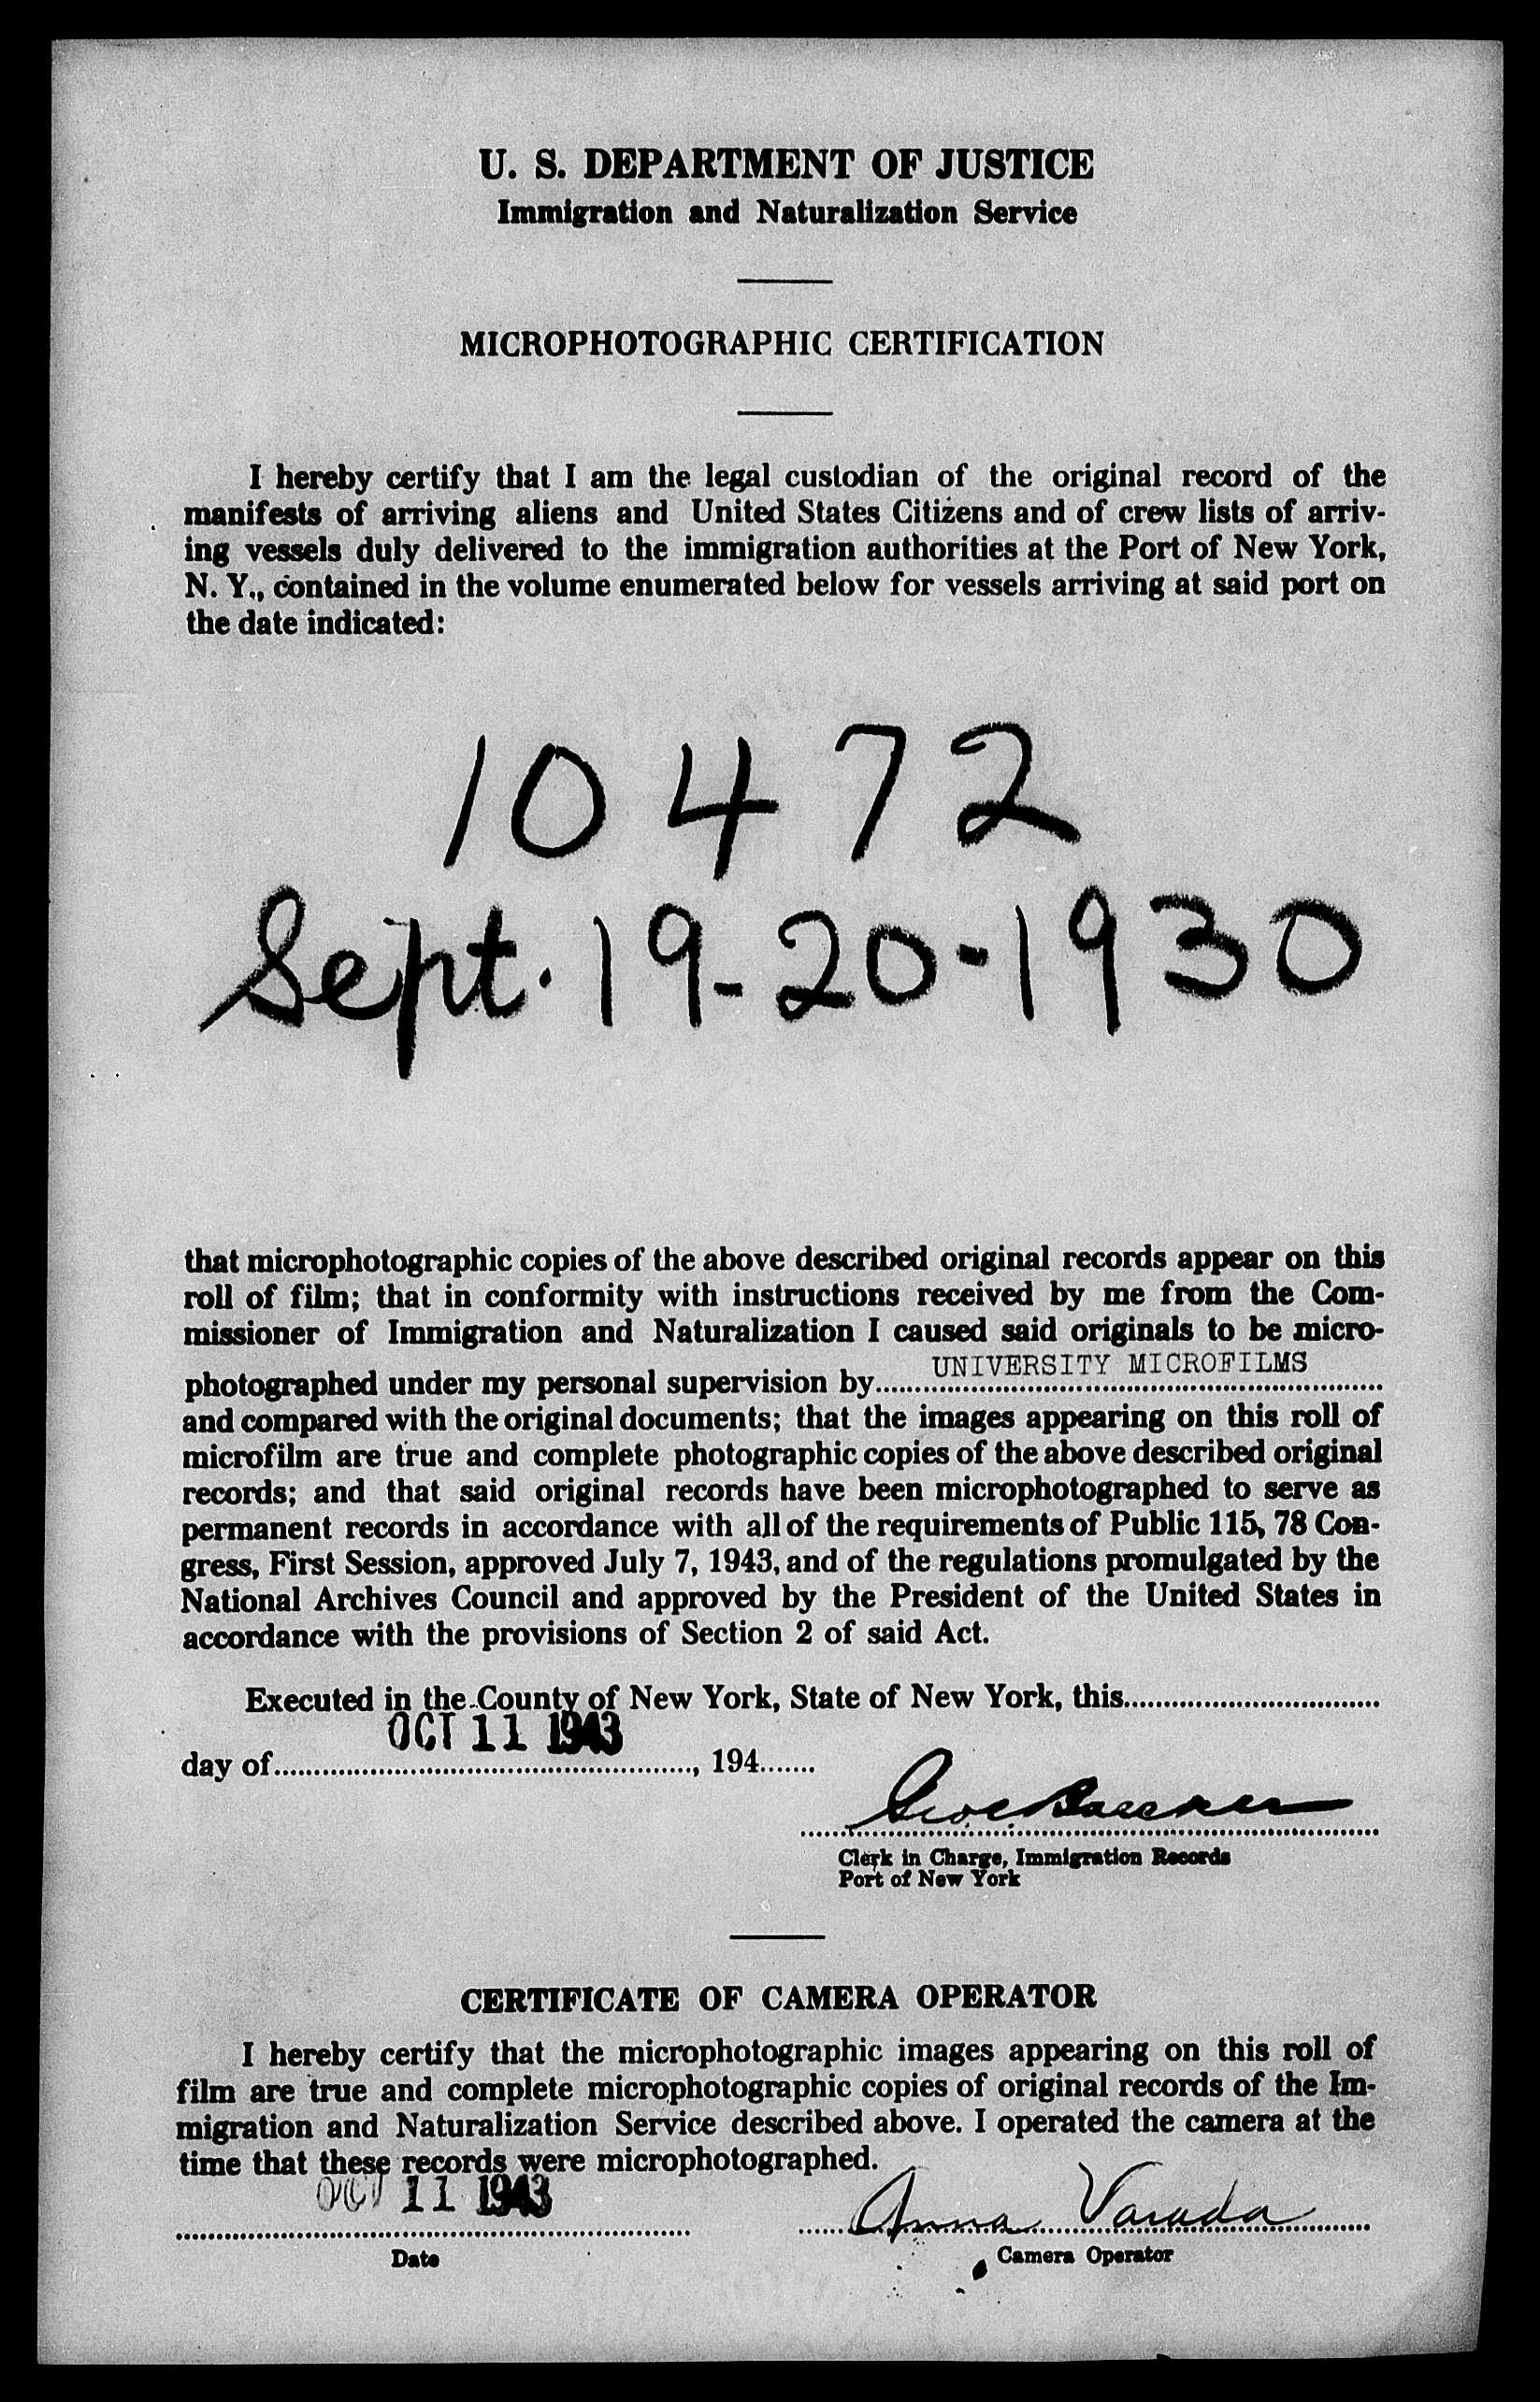 U. S. DEPARTMENT OF JUSTICE
Immigration and Naturalization Service
MICROPHOTOGRAPHIC CERTIFICATION
I hereby certify that I am the legal custodian of the original record of the
manifests of arriving aliens and United States Citizens and of crew lists of arriv-
ing vessels duly delivered to the immigration authorities at the Port of New York,
N. Y., contained in the volume enumerated below for vessels arriving at said port on
the date indicated:
10472
Sept. 19-20-1930
that microphotographic copies of the above described original records appear on this
roll of film; that in conformity with instructions received by me from the Com-
missioner of Immigration and Naturalization I caused said originals to be micro-
photographed under my personal supervision by UNIVERSITY MICROFILMS
and compared with the original documents; that the images appearing on this roll of
microfilm are true and complete photographic copies of the above described original
records; and that said original records have been microphotographed to serve as
permanent records in accordance with all of the requirements of Public 115, 78 Con-
gress, First Session, approved July 7, 1943, and of the regulations promulgated by the
National Archives Council and approved by the President of the United States in
accordance with the provisions of Section 2 of said Act.
Executed in the County of New York, State of New York, this
OCT 11 1943
day of, 194
Clerk in Charge, Immigration Records
Port of New York
CERTIFICATE OF CAMERA OPERATOR
I hereby certify that the microphotographic images appearing on this roll of
film are true and complete microphotographic copies of original records of the Im-
migration and Naturalization Service described above. I operated the camera at the
time that these records were microphotographed.
OCT 11 1943
Anna Varada
Date
Camera Operator